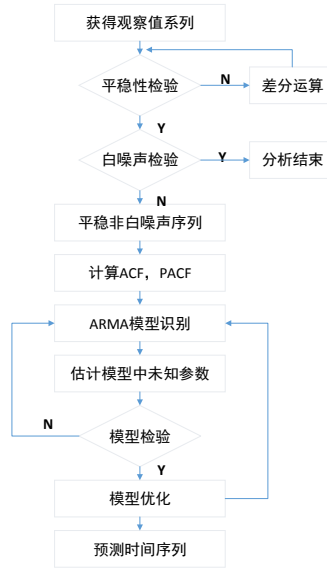 获得观察值系列
平稳性检验
N
差分运算
Y
白噪声检验
Y
分析结束
N
平稳非白噪声序列
计算ACF，PACF
ARMA模型识别
估计模型中未知参数
N
模型检验
Y
模型优化
预测时间序列